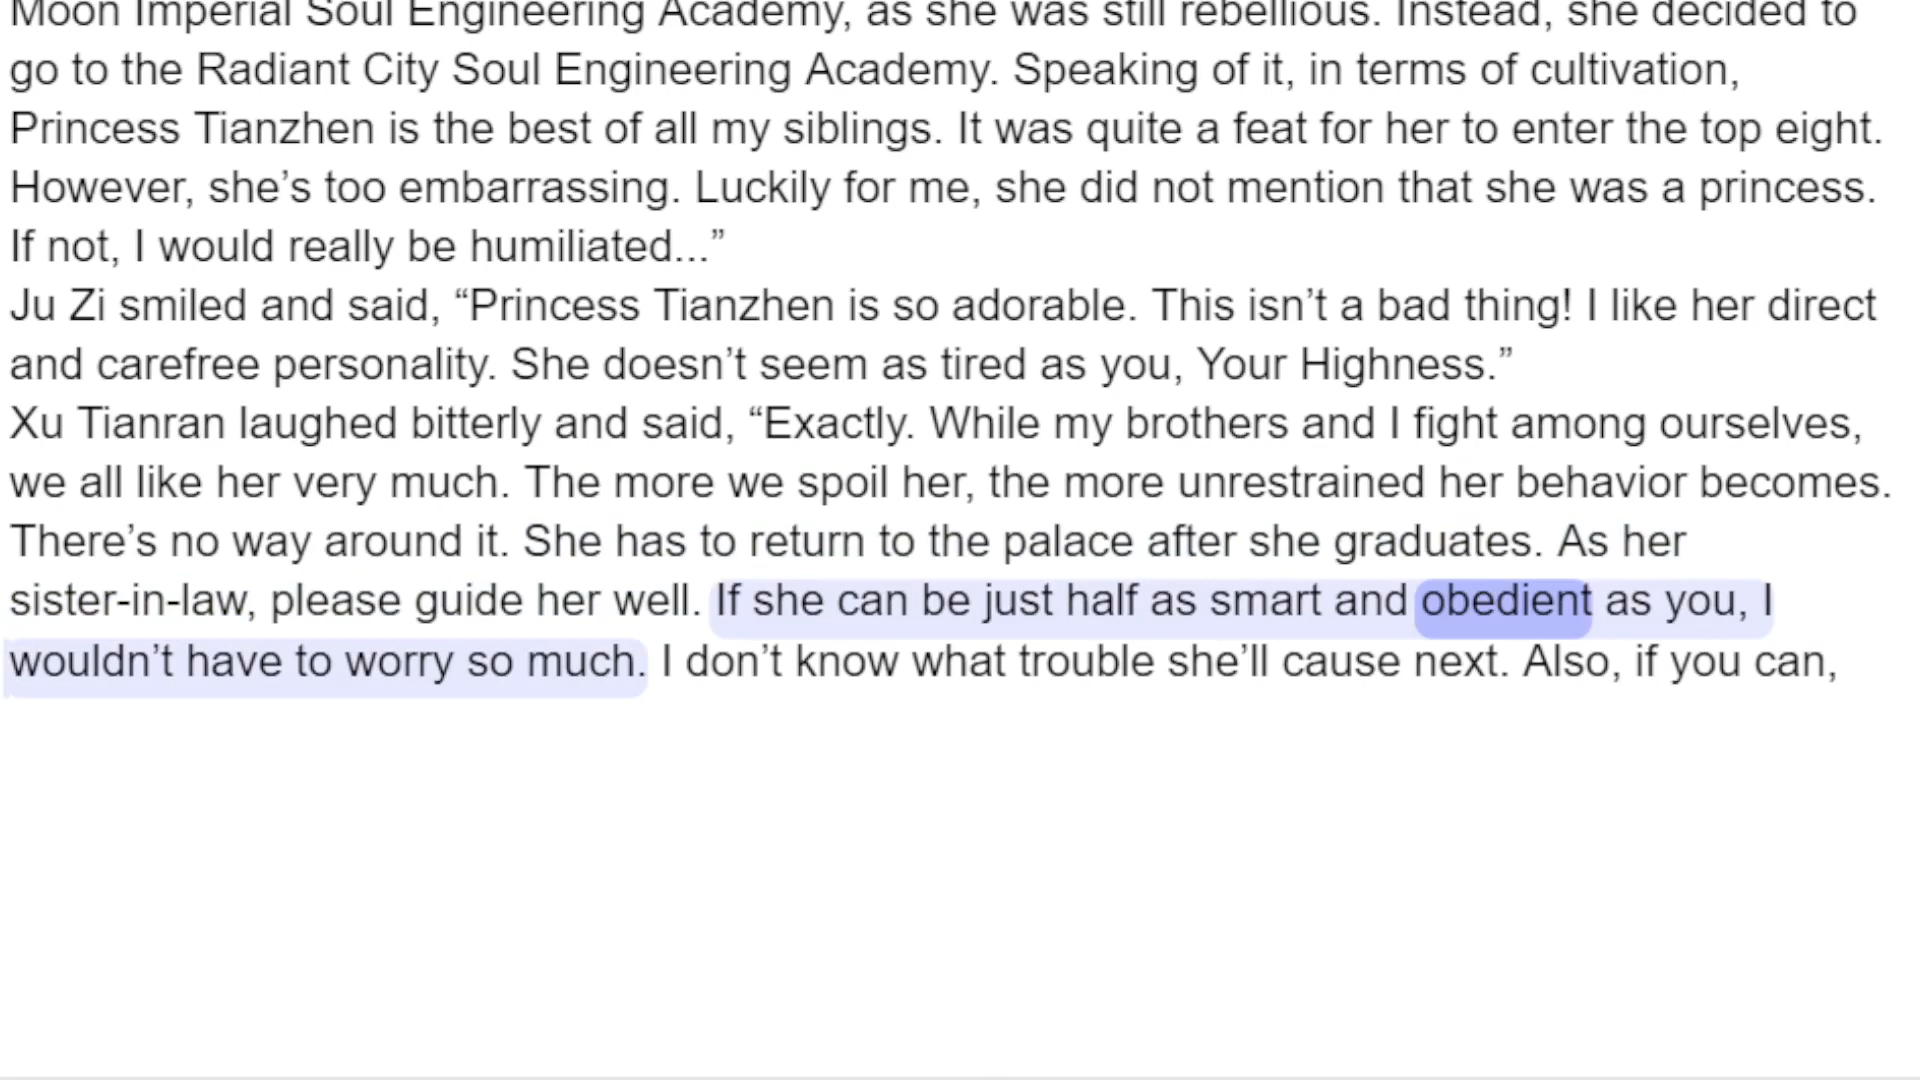 Moon Imperial Soul Engineering Academy, as she was still rebellious. Instead, she decided to
go to the Radiant City Soul Engineering Academy. Speaking of it, in terms of cultivation,
Princess Tianzhen is the best of all my siblings. It was quite a feat for her to enter the top eight.
However, she’s too embarrassing. Luckily for me, she did not mention that she was a princess.
If not, I would really be humiliated...”
Ju Zi smiled and said, “Princess Tianzhen is so adorable. This isn’t a bad thing! I like her direct
and carefree personality. She doesn’t seem as tired as you, Your Highness.”
Xu Tianran laughed bitterly and said, “Exactly. While my brothers and I fight among ourselves,
we all like her very much. The more we spoil her, the more unrestrained her behavior becomes.
There’s no way around it. She has to return to the palace after she graduates. As her
sister-in-law, please guide her well. If she can be just half as smart and obedient as you, I
wouldn’t have to worry so much. I don’t know what trouble she’ll cause next. Also, if you can,